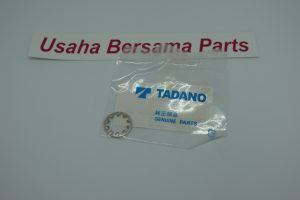 Usaha Bersama Parts
TADANO
純正部品
GENUINE PARTS